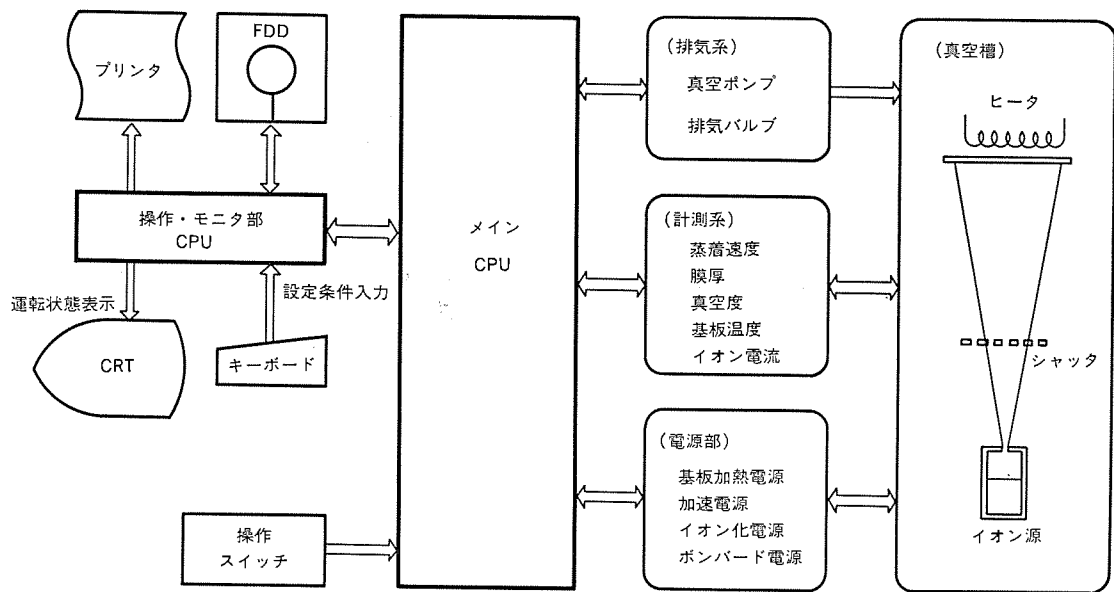 プリンタ
FDD
操作・モニタ部
CPU
運転状態表示
設定条件入力
CRT
キーボード
操作
スイッチ
メイン
CPU
(排気系)
真空ポンプ
排気バルブ
(計測系)
蒸着速度
膜厚
真空度
基板温度
イオン電流
(電源部)
基板加熱電源
加速電源
イオン化電源
ボンバード電源
(真空槽)
ヒータ
シャッタ
イオン源